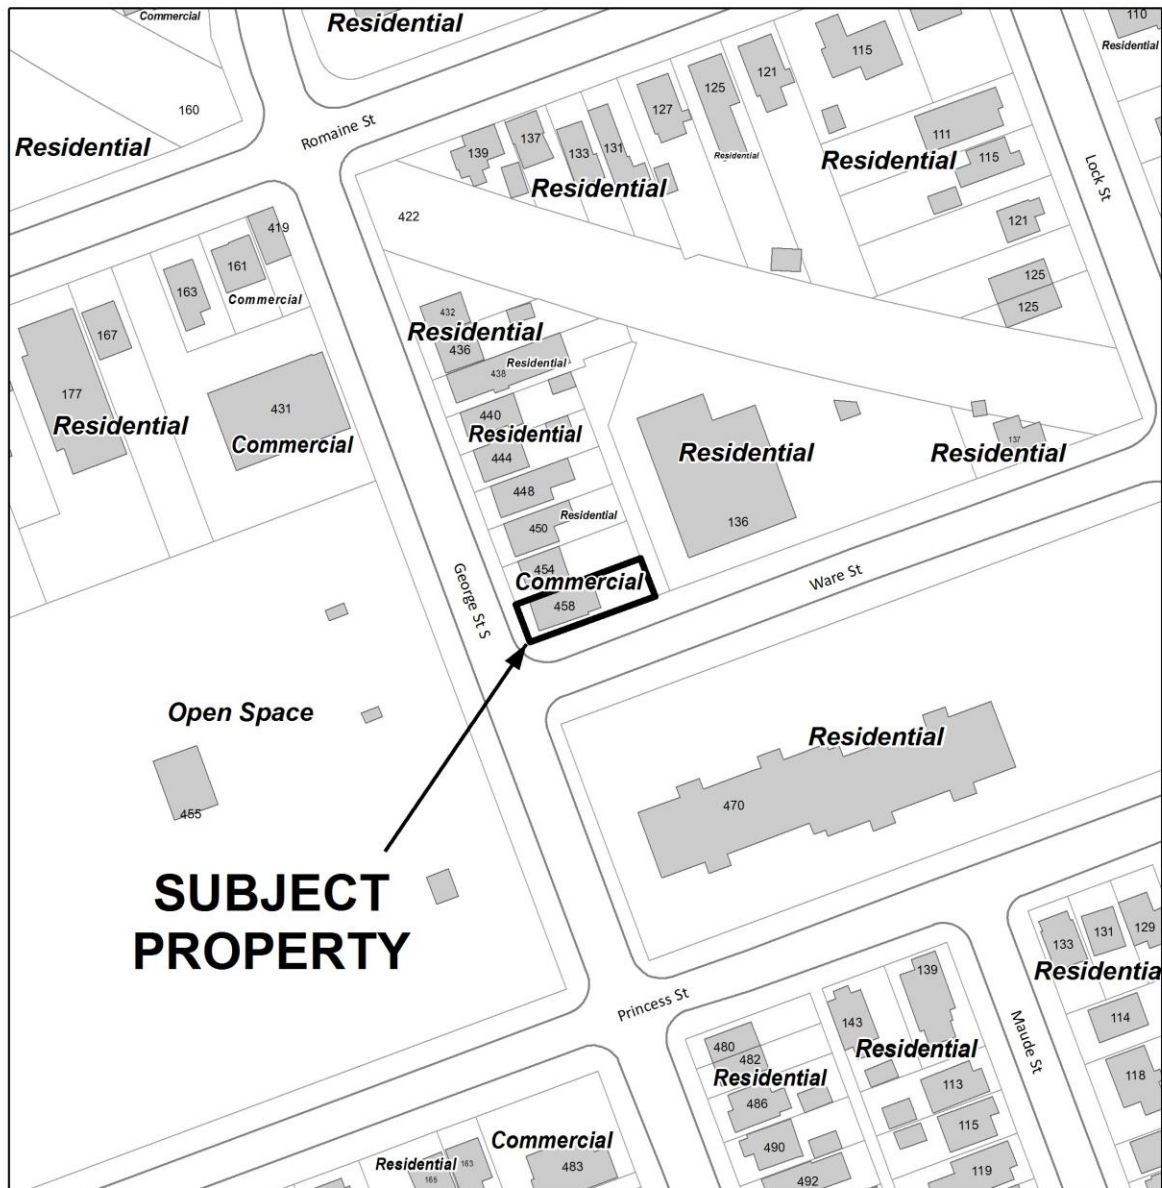 Commercial
Residential
110
Residential
115
121
125
127
160
137
131
133
139
Romaine St
111
115
Residential
Residential
Residential
Residential
Lock St
422
121
419
161
163
Commercial
125
125
167
432
Residential
436
Residential
438
177
431
440
Residential
Commercial
Residential
444
Residential
137
Residential
448
450
Residential
136
454
Commercial
458
Ware St
George St S
Open Space
Residential
455
470
SUBJECT
PROPERTY
133
131
129
Residentia
139
114
Princess St
143
Residential
Maude St
480
482
Residential
486
118
113
115
490
Commercial
483
Residential
165
163
492
119